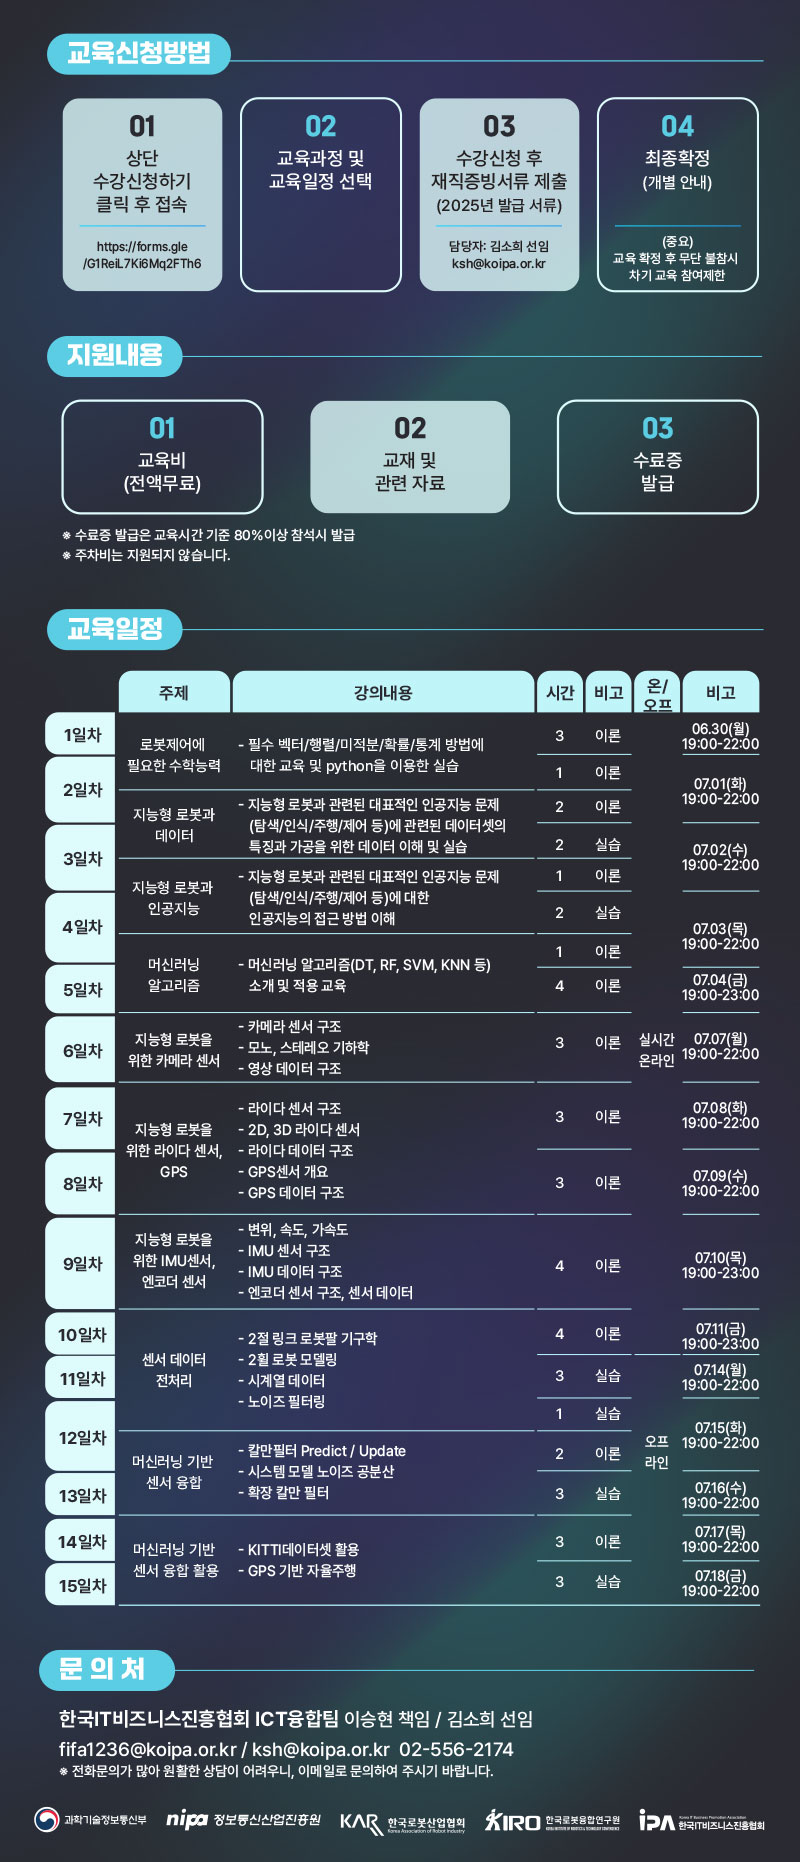 교육신청방법
01
상단
수강신청하기
클릭 후 접속
https://forms.gle
/G1ReiL7Ki6Mq2FTh6
02
교육과정 및
교육일정 선택
03
수강신청 후
재직증빙서류 제출
(2025년 발급 서류)
담당자: 김소희 선임
ksh@koipa.or.kr
04
최종확정
(개별 안내)
(중요)
교육 확정 후 무단 불참시
차기 교육 참여제한
지원내용
01
교육비
(전액무료)
02
교재 및
관련 자료
03
수료증
발급
※ 수료증 발급은 교육시간 기준 80%이상 참석시 발급
※ 주차비는 지원되지 않습니다.
교육일정
주제 강의내용 시간 비고 온/오프 비고
1일차
2일차
3일차
4일차
5일차
6일차
7일차
8일차
9일차
10일차
11일차
12일차
13일차
14일차
15일차
로봇제어에
필요한 수학능력
- 필수 벡터/행렬/미적분/확률/통계 방법에
대한 교육 및 python을 이용한 실습
3 이론
1 이론
지능형 로봇과
데이터
- 지능형 로봇과 관련된 대표적인 인공지능 문제
(탐색/인식/주행/제어 등)에 관련된 데이터셋의
특징과 가공을 위한 데이터 이해 및 실습
2 이론
2 실습
지능형 로봇과
인공지능
- 지능형 로봇과 관련된 대표적인 인공지능 문제
(탐색/인식/주행/제어 등)에 대한
인공지능의 접근 방법 이해
1 이론
2 실습
머신러닝
알고리즘
- 머신러닝 알고리즘(DT, RF, SVM, KNN 등)
소개 및 적용 교육
1 이론
4 이론
지능형 로봇을
위한 카메라 센서
- 카메라 센서 구조
- 모노, 스테레오 기하학
- 영상 데이터 구조
3 이론
지능형 로봇을
위한 라이다 센서,
GPS
- 라이다 센서 구조
- 2D, 3D 라이다 센서
- 라이다 데이터 구조
- GPS센서 개요
- GPS 데이터 구조
3 이론
3 이론
지능형 로봇을
위한 IMU센서,
엔코더 센서
- 변위, 속도, 가속도
- IMU 센서 구조
- IMU 데이터 구조
- 엔코더 센서 구조, 센서 데이터
4 이론
센서 데이터
전처리
- 2절 링크 로봇팔 기구학
- 2휠 로봇 모델링
- 시계열 데이터
- 노이즈 필터링
4 이론
3 실습
1 실습
머신러닝 기반
센서 융합
- 칼만필터 Predict / Update
- 시스템 모델 노이즈 공분산
- 확장 칼만 필터
2 이론
3 실습
머신러닝 기반
센서 융합 활용
- KITTI데이터셋 활용
- GPS 기반 자율주행
3 이론
3 실습
실시간
온라인
오프
라인
06.30(월)
19:00-22:00
07.01(화)
19:00-22:00
07.02(수)
19:00-22:00
07.03(목)
19:00-22:00
07.04(금)
19:00-23:00
07.07(월)
19:00-22:00
07.08(화)
19:00-22:00
07.09(수)
19:00-22:00
07.10(목)
19:00-23:00
07.11(금)
19:00-23:00
07.14(월)
19:00-22:00
07.15(화)
19:00-22:00
07.16(수)
19:00-22:00
07.17(목)
19:00-22:00
07.18(금)
19:00-22:00
문 의 처
한국IT비즈니스진흥협회 ICT융합팀 이승현 책임 / 김소희 선임
fifa1236@koipa.or.kr / ksh@koipa.or.kr 02-556-2174
※ 전화문의가 많아 원활한 상담이 어려우니, 이메일로 문의하여 주시기 바랍니다.
과학기술정보통신부
nipa 정보통신산업진흥원
KAR 한국로봇산업협회
Korea Association of Robot Industry
KIRO 한국로봇융합연구원
iPA 한국IT비즈니스진흥협회
Korea IT Business Promotion Association